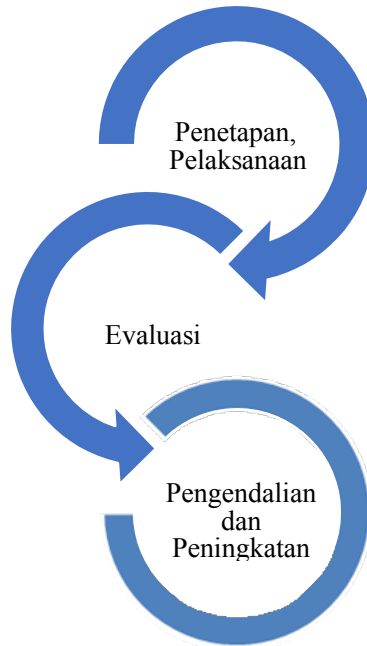 Penetapan,
Pelaksanaan
Evaluasi
Pengendalian
dan
Peningkatan